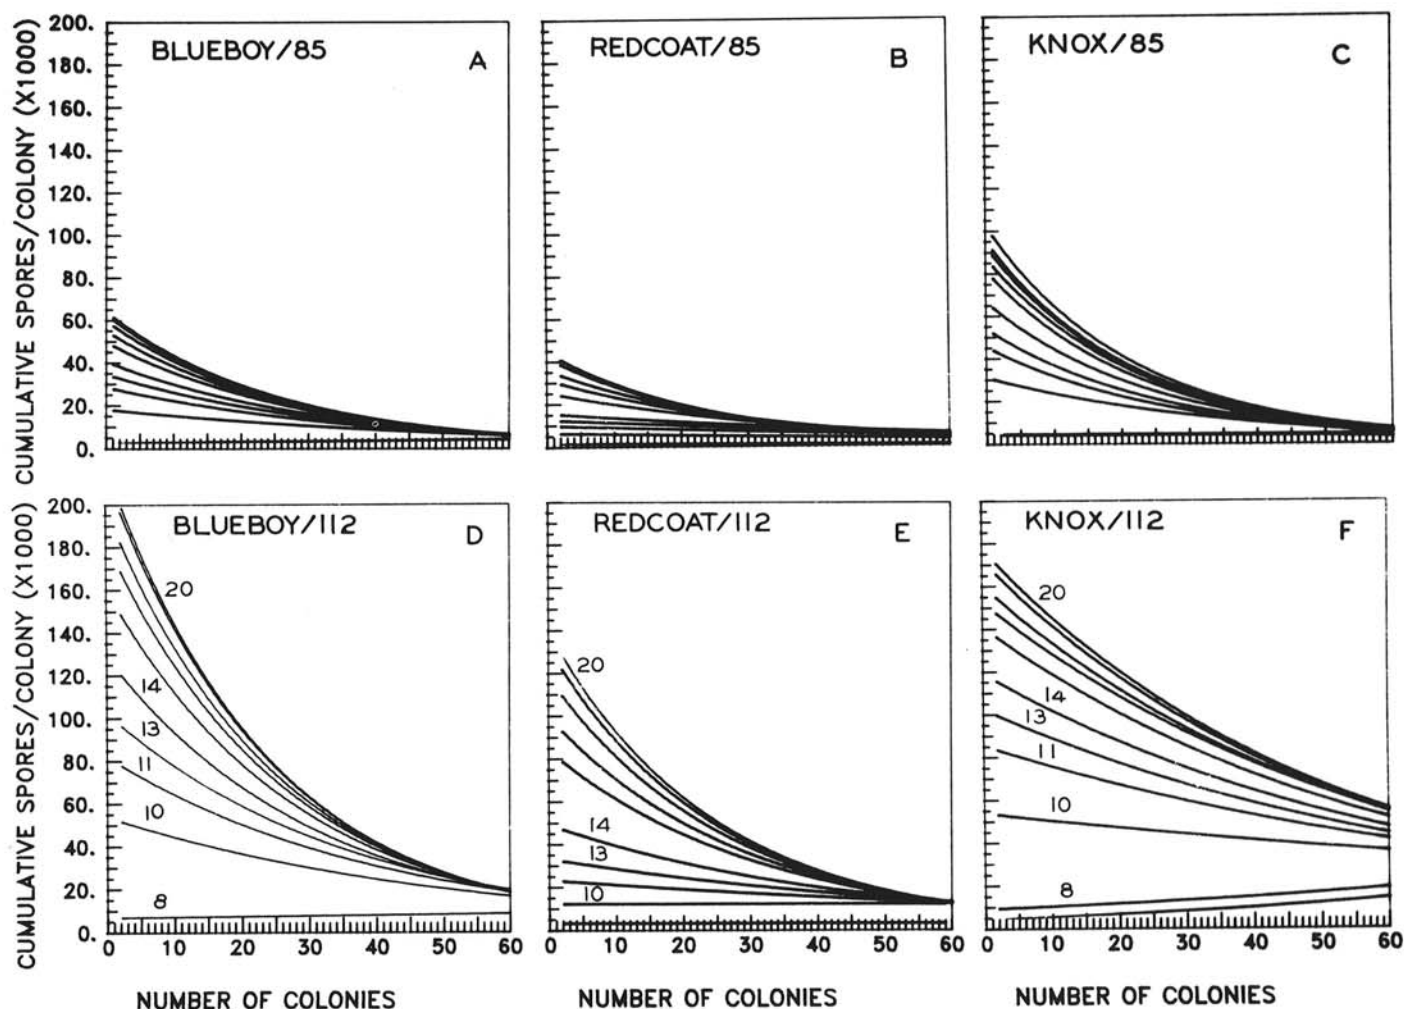 CUMULATIVE SPORES/COLONY (X1000)
200.
180.
160.
140.
120.
100.
80.
60.
40.
20.
0.
BLUEBOY/85
A
REDCOAT/85
B
KNOX/85
C
CUMULATIVE SPORES/COLONY (X1000)
200.
180.
160.
140.
120.
100.
80.
60.
40.
20.
0.
BLUEBOY/112
D
20
14
13
11
10
8
0 10 20 30 40 50 60
NUMBER OF COLONIES
REDCOAT/112
E
20
14
13
10
0 10 20 30 40 50 60
NUMBER OF COLONIES
KNOX/112
F
20
14
13
11
10
8
0 10 20 30 40 50 60
NUMBER OF COLONIES